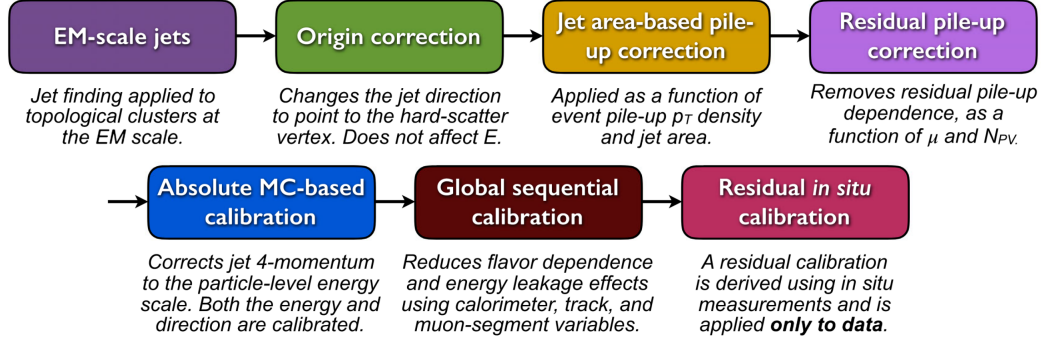 EM-scale jets
Origin correction
Jet area-based pile-
up correction
Residual pile-up
correction
Jet finding applied to
topological clusters at
the EM scale.
Changes the jet direction
to point to the hard-scatter
vertex. Does not affect E.
Applied as a function of
event pile-up pT density
and jet area.
Removes residual pile-up
dependence, as a
function of μ and NPV.
Absolute MC-based
calibration
Global sequential
calibration
Residual in situ
calibration
Corrects jet 4-momentum
to the particle-level energy
scale. Both the energy and
direction are calibrated.
Reduces flavor dependence
and energy leakage effects
using calorimeter, track, and
muon-segment variables.
A residual calibration
is derived using in situ
measurements and is
applied only to data.